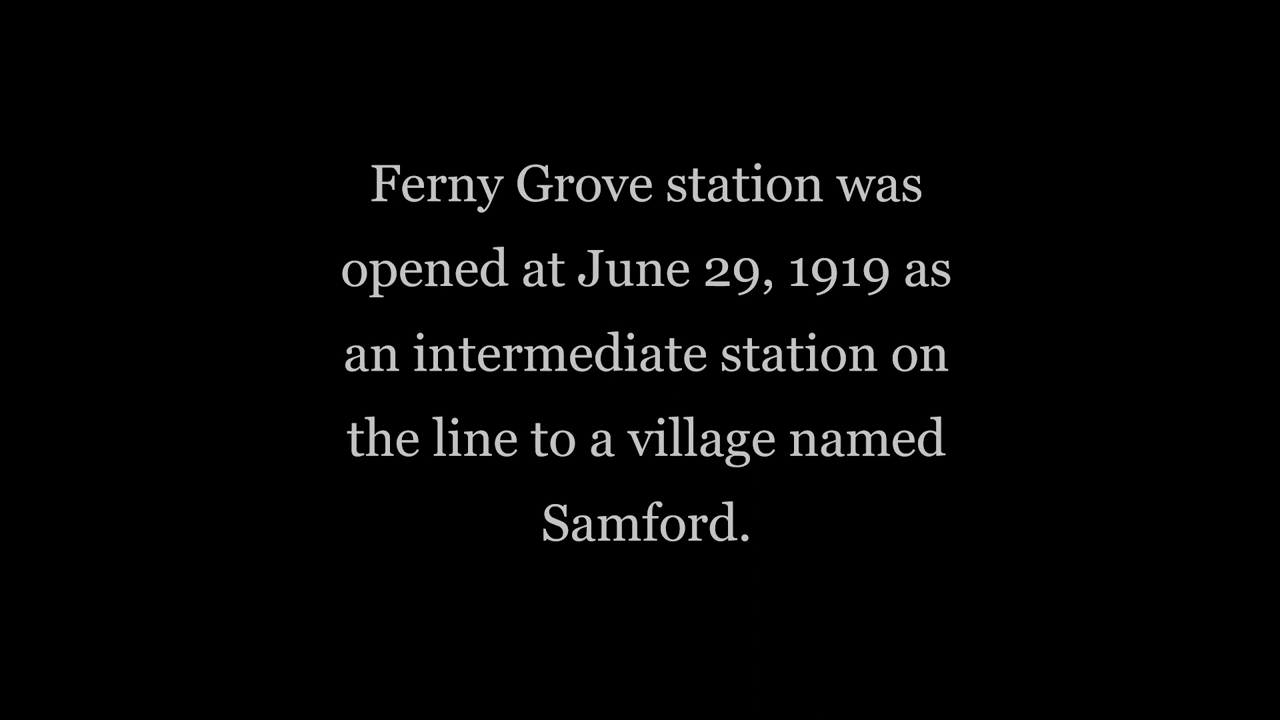 Ferny Grove station was
opened at June 29, 1919 as
an intermediate station on
the line to a village named
Samford.